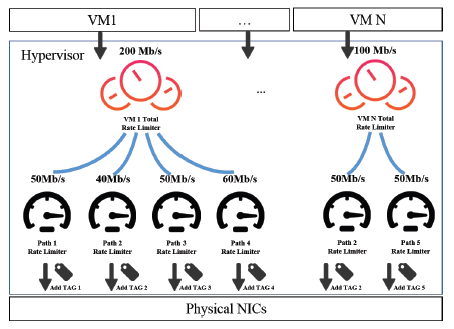 VM1
...
VM N
Hypervisor
200 Mb/s
100 Mb/s
VM 1 Total
Rate Limiter
...
VM N Total
Rate Limiter
50Mb/s
40Mb/s
50Mb/s
60Mb/s
50Mb/s
50Mb/s
Path 1
Rate Limiter
Path 2
Rate Limiter
Path 3
Rate Limiter
Path 4
Rate Limiter
Path 2
Rate Limiter
Path 5
Rate Limiter
Add TAG 1
Add TAG 2
Add TAG 3
Add TAG 4
Add TAG 2
Add TAG 5
Physical NICs